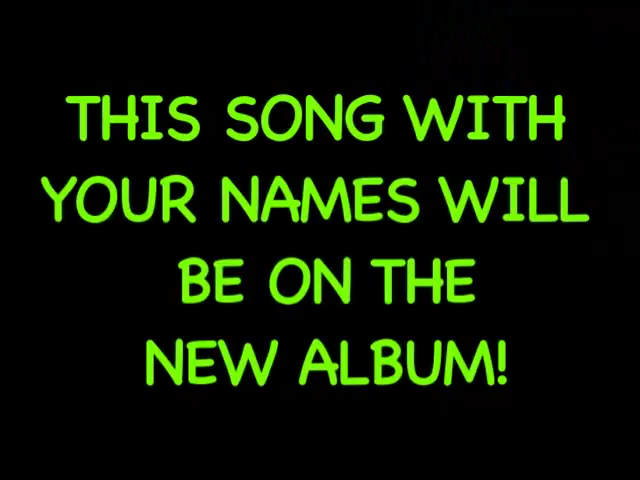 THIS SONG WITH
YOUR NAMES WILL
BE ON THE
NEW ALBUM!